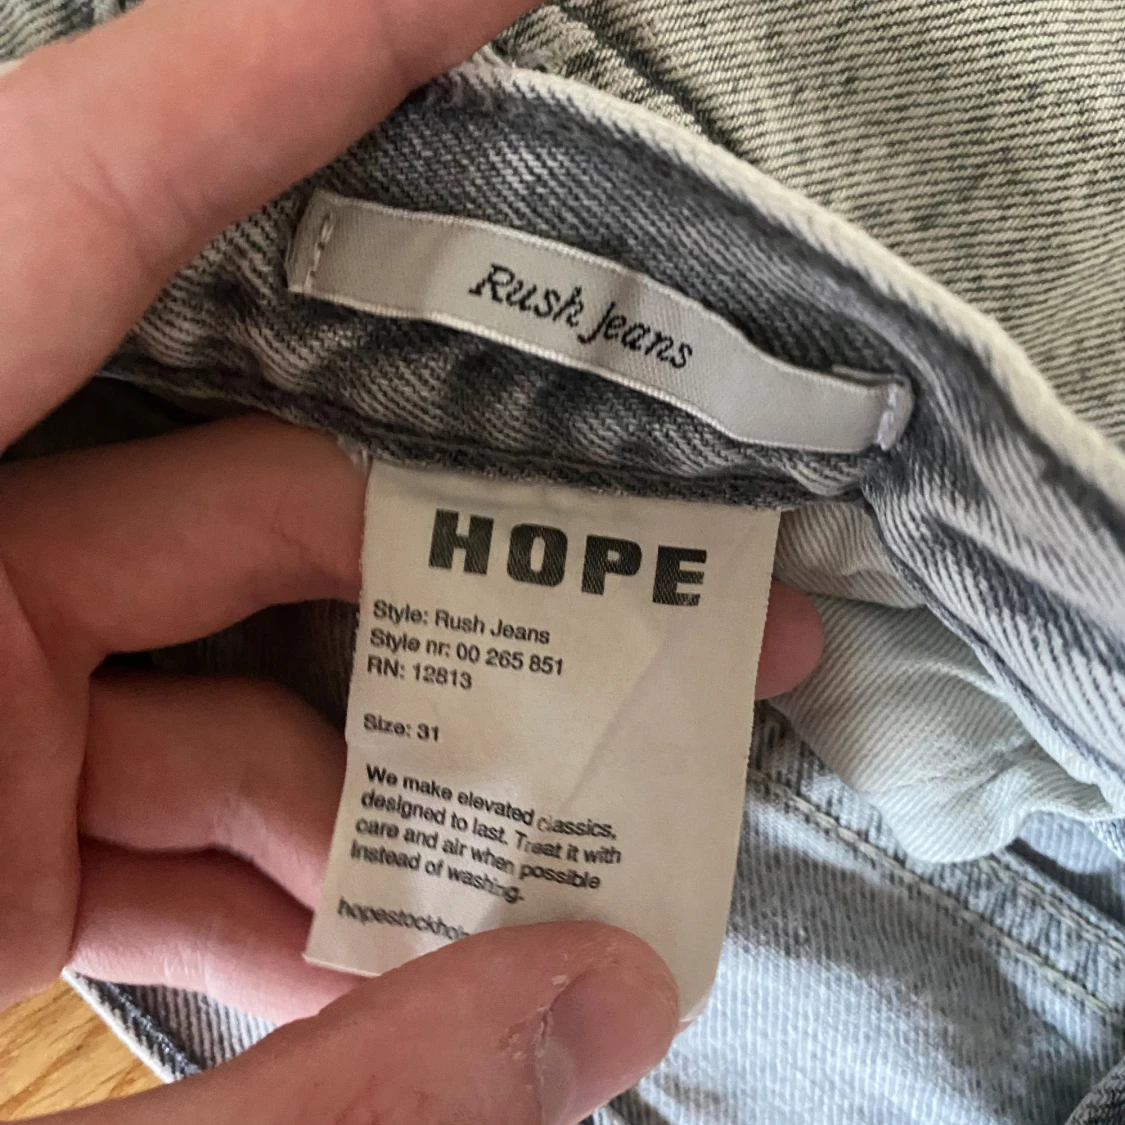 Rush Jeans
HOPE
Style: Rush Jeans
Style nr: 00 265 851
RN: 12813
Size: 31
We make elevated classics,
designed to last. Treat it with
care and air when possible
instead of washing.